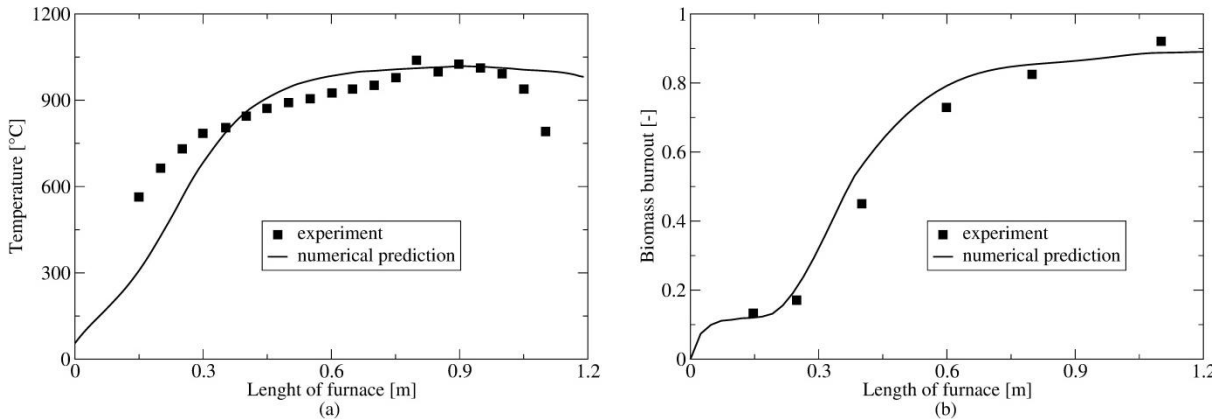 1200
900
600
300
0
Temperature [°C]
experiment
numerical prediction
0 0.3 0.6 0.9 1.2
Lenght of furnace [m]
(a)
1
0.8
0.6
0.4
0.2
0
Biomass burnout [-]
experiment
numerical prediction
0 0.3 0.6 0.9 1.2
Length of furnace [m]
(b)